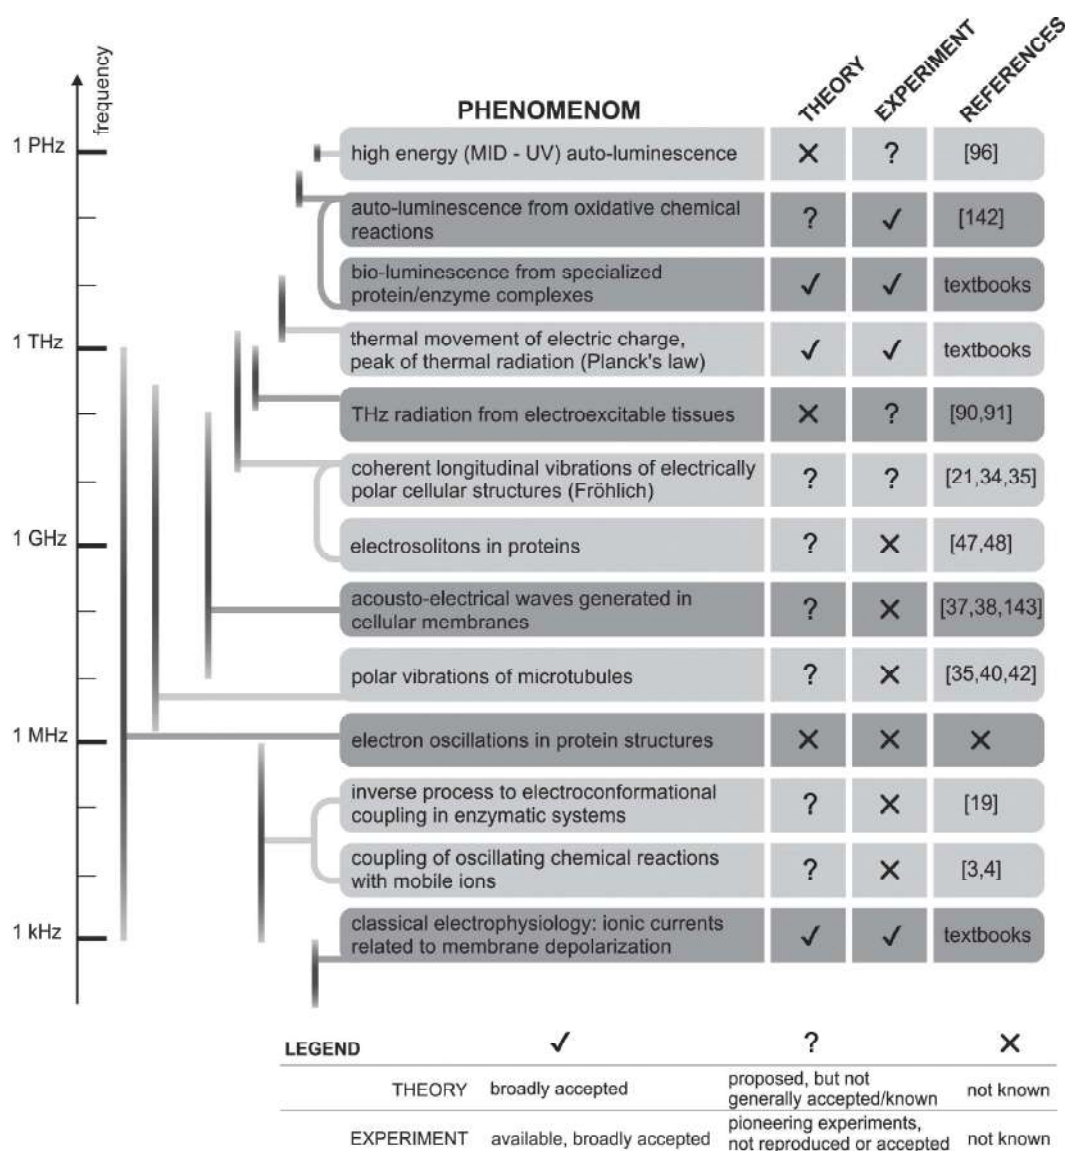 frequency
PHENOMENOM
THEORY
EXPERIMENT
REFERENCES
1 PHz
high energy (MID - UV) auto-luminescence
✕ ? [96]
auto-luminescence from oxidative chemical
reactions
? ✓ [142]
bio-luminescence from specialized
protein/enzyme complexes
✓ ✓ textbooks
1 THz
thermal movement of electric charge,
peak of thermal radiation (Planck's law)
✓ ✓ textbooks
THz radiation from electroexcitable tissues
✕ ? [90,91]
coherent longitudinal vibrations of electrically
polar cellular structures (Fröhlich)
? ? [21,34,35]
1 GHz
electrosolitons in proteins
? ✕ [47,48]
acousto-electrical waves generated in
cellular membranes
? ✕ [37,38,143]
polar vibrations of microtubules
? ✕ [35,40,42]
1 MHz
electron oscillations in protein structures
✕ ✕ ✕
inverse process to electroconformational
coupling in enzymatic systems
? ✕ [19]
coupling of oscillating chemical reactions
with mobile ions
? ✕ [3,4]
1 kHz
classical electrophysiology: ionic currents
related to membrane depolarization
✓ ✓ textbooks
LEGEND ✓ ? ✕
THEORY broadly accepted proposed, but not
generally accepted/known not known
EXPERIMENT available, broadly accepted pioneering experiments,
not reproduced or accepted not known